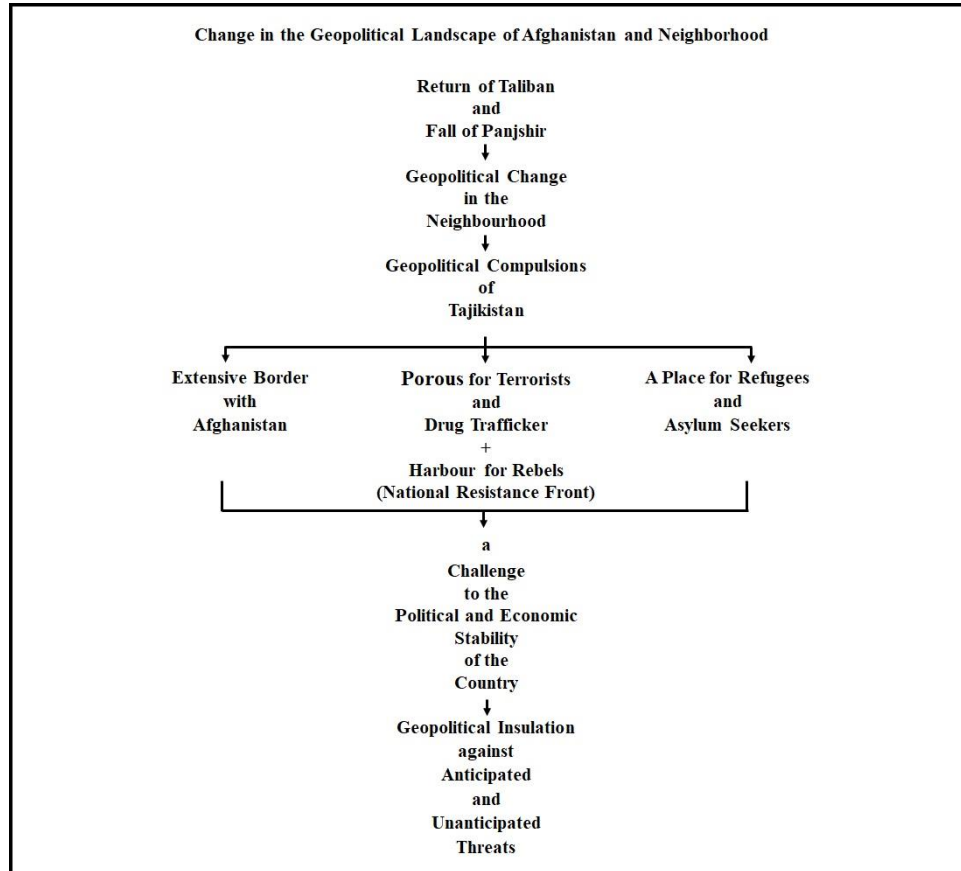 Change in the Geopolitical Landscape of Afghanistan and Neighborhood
Return of Taliban
and
Fall of Panjshir
Geopolitical Change
in the
Neighbourhood
Geopolitical Compulsions
of
Tajikistan
Extensive Border
with
Afghanistan
Porous for Terrorists
and
Drug Trafficker
+
Harbour for Rebels
(National Resistance Front)
A Place for Refugees
and
Asylum Seekers
a
Challenge
to the
Political and Economic
Stability
of the
Country
Geopolitical Insulation
against
Anticipated
and
Unanticipated
Threats